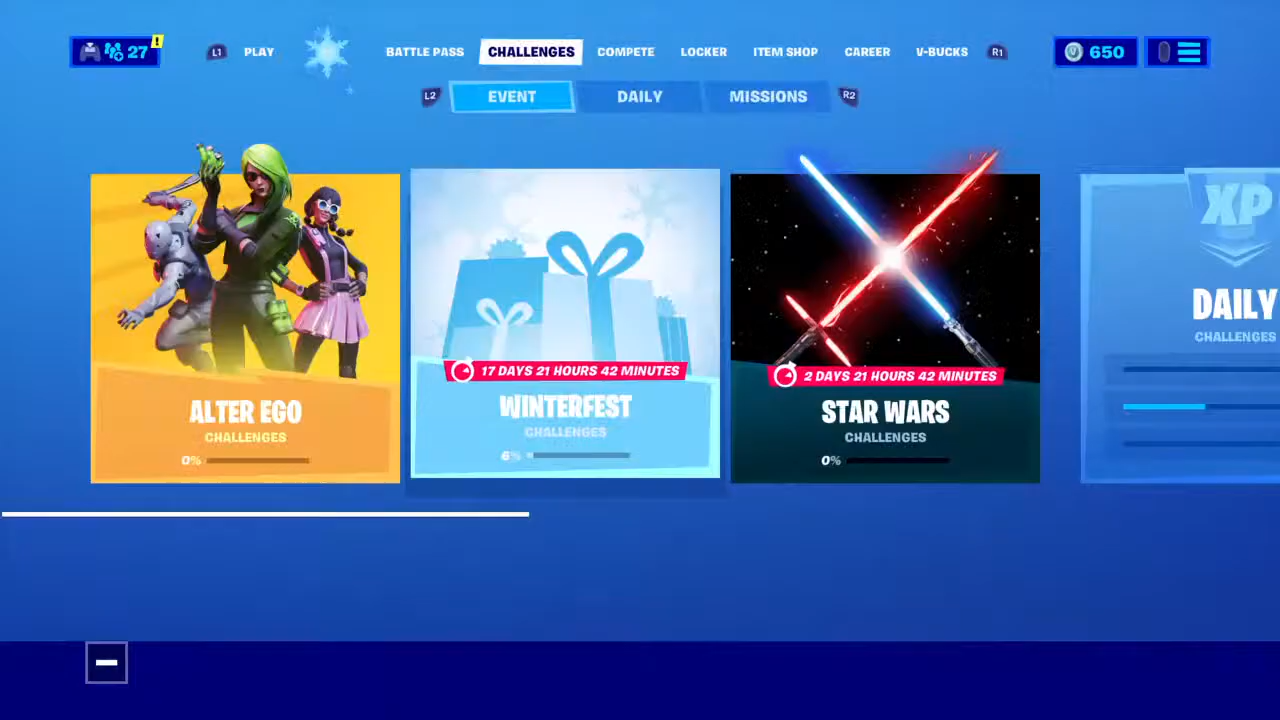 27
!
L1
PLAY
BATTLE PASS
CHALLENGES
COMPETE
LOCKER
ITEM SHOP
CAREER
V-BUCKS
R1
650
L2
EVENT
DAILY
MISSIONS
R2
ALTER EGO
CHALLENGES
0%
17 DAYS 21 HOURS 42 MINUTES
WINTERFEST
CHALLENGES
6%
2 DAYS 21 HOURS 42 MINUTES
STAR WARS
CHALLENGES
0%
XP
DAILY
CHALLENGES